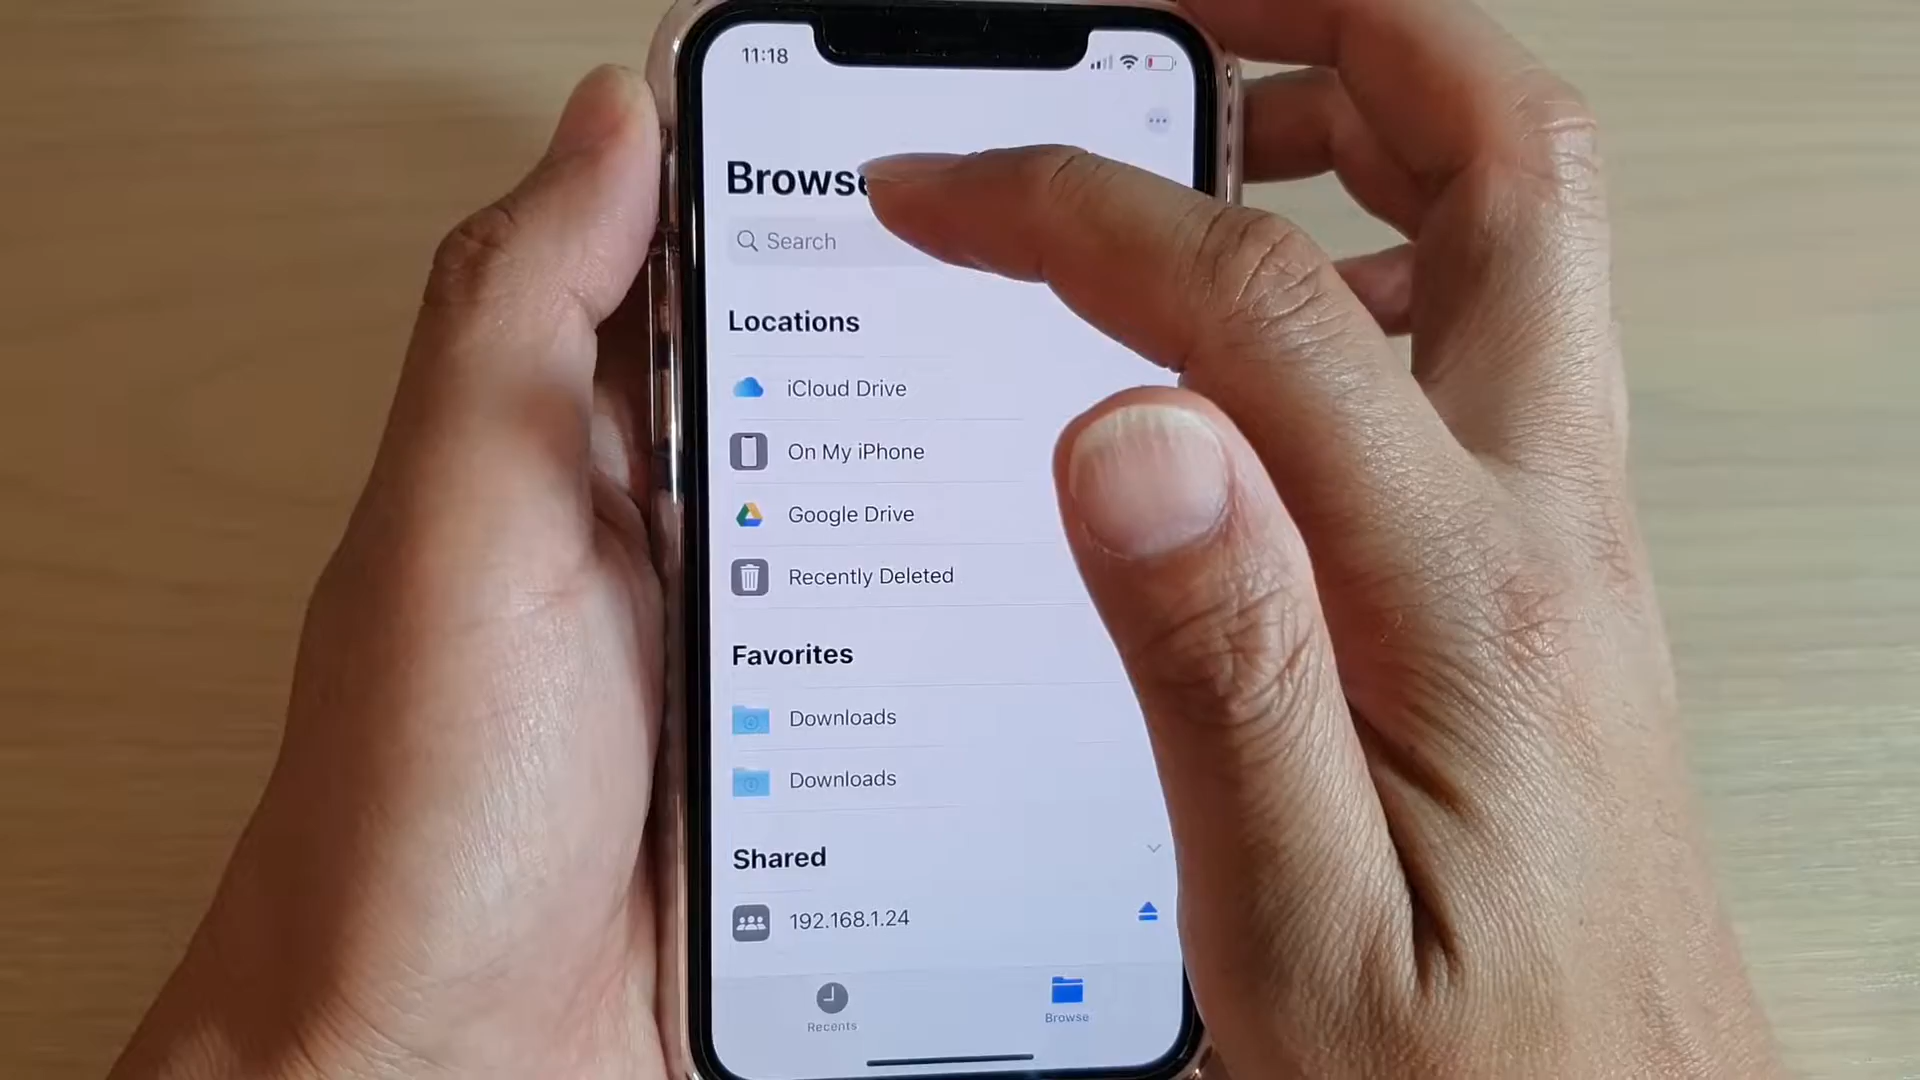 11:18
Browse
Search
Locations
iCloud Drive
On My iPhone
Google Drive
Recently Deleted
Favorites
Downloads
Downloads
Shared
192.168.1.24
Recents
Browse